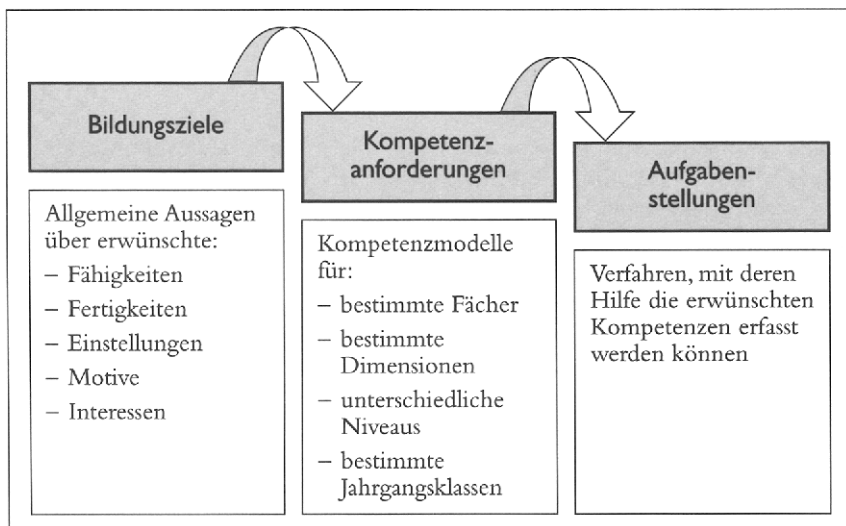 Bildungsziele
Allgemeine Aussagen
über erwünschte:
– Fähigkeiten
– Fertigkeiten
– Einstellungen
– Motive
– Interessen
Kompetenz-
anforderungen
Kompetenzmodelle
für:
– bestimmte Fächer
– bestimmte
Dimensionen
– unterschiedliche
Niveaus
– bestimmte
Jahrgangsklassen
Aufgaben-
stellungen
Verfahren, mit deren
Hilfe die erwünschten
Kompetenzen erfasst
werden können